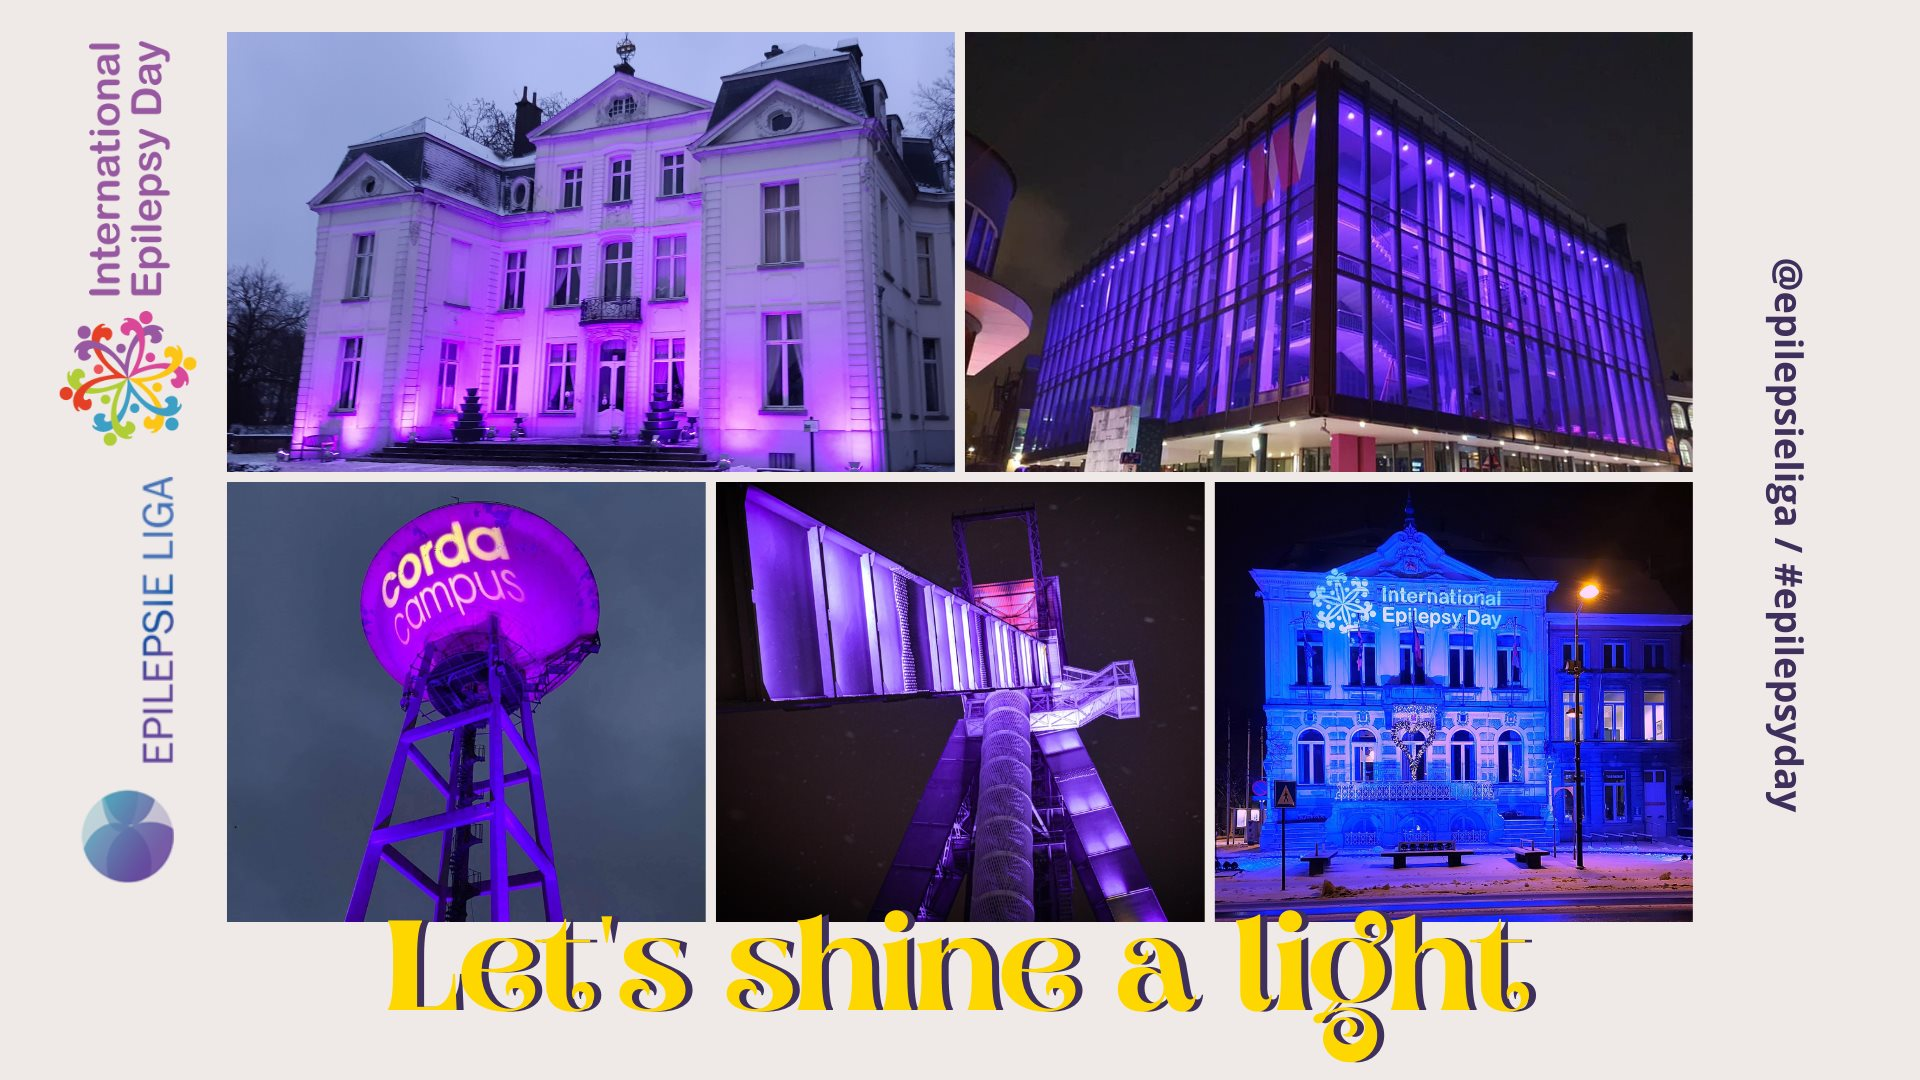 International
Epilepsy Day
EPILEPSIE LIGA
corda
campus
International
Epilepsy Day
@epilepsieliga / #epilepsyday
Let's shine a light